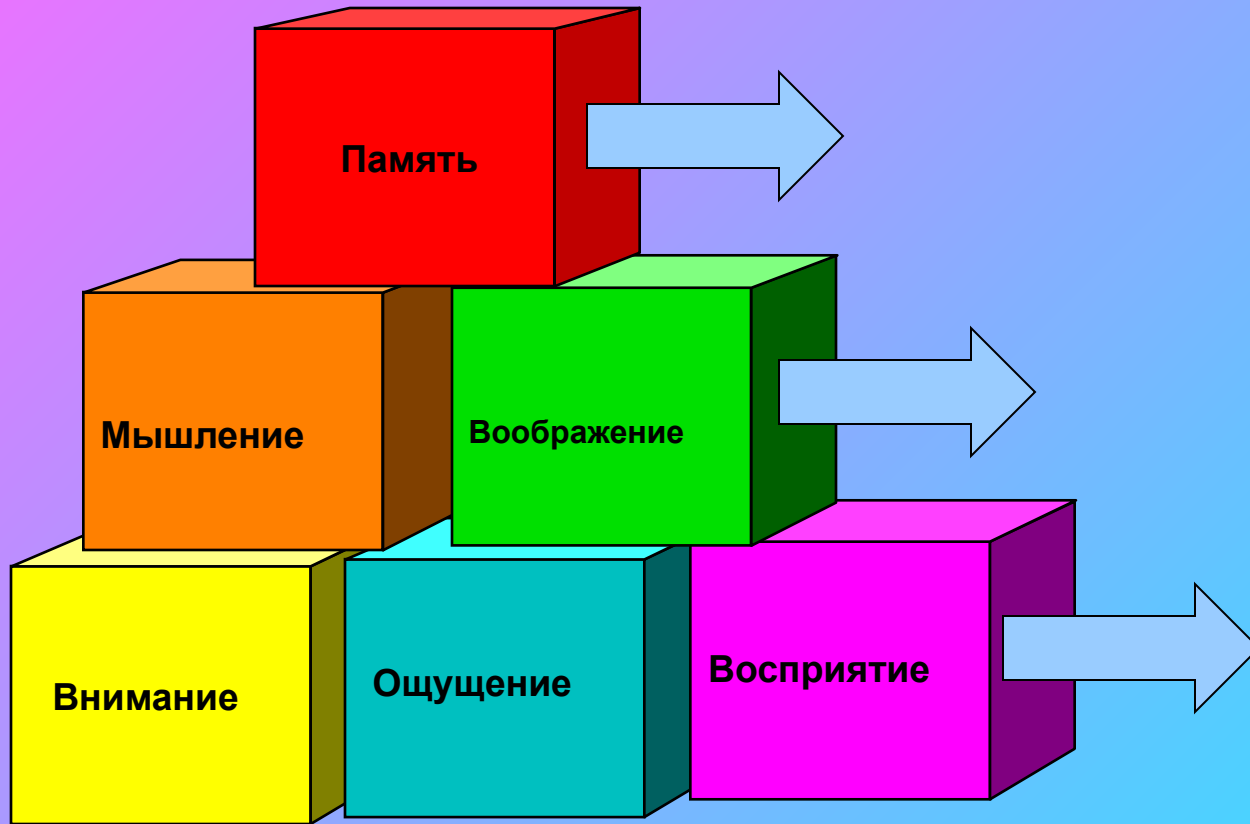 Память
Мышление
Воображение
Внимание
Ощущение
Восприятие